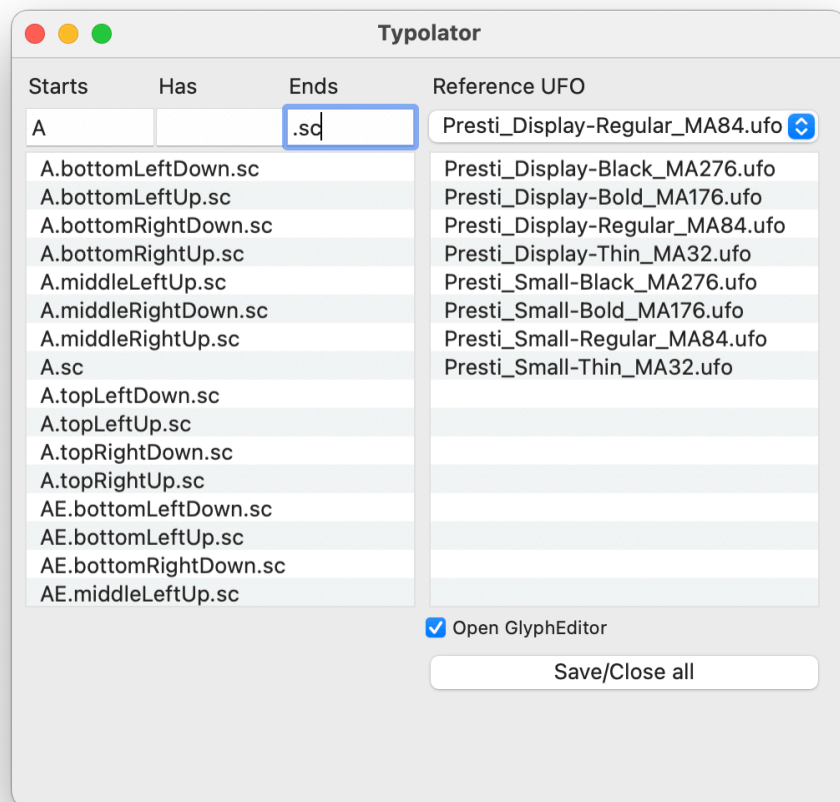 Typolator
Starts Has Ends Reference UFO
A .sc Presti_Display-Regular_MA84.ufo
A.bottomLeftDown.sc
A.bottomLeftUp.sc
A.bottomRightDown.sc
A.bottomRightUp.sc
A.middleLeftUp.sc
A.middleRightDown.sc
A.middleRightUp.sc
A.sc
A.topLeftDown.sc
A.topLeftUp.sc
A.topRightDown.sc
A.topRightUp.sc
AE.bottomLeftDown.sc
AE.bottomLeftUp.sc
AE.bottomRightDown.sc
AE.middleLeftUp.sc
Presti_Display-Black_MA276.ufo
Presti_Display-Bold_MA176.ufo
Presti_Display-Regular_MA84.ufo
Presti_Display-Thin_MA32.ufo
Presti_Small-Black_MA276.ufo
Presti_Small-Bold_MA176.ufo
Presti_Small-Regular_MA84.ufo
Presti_Small-Thin_MA32.ufo
Open GlyphEditor
Save/Close all